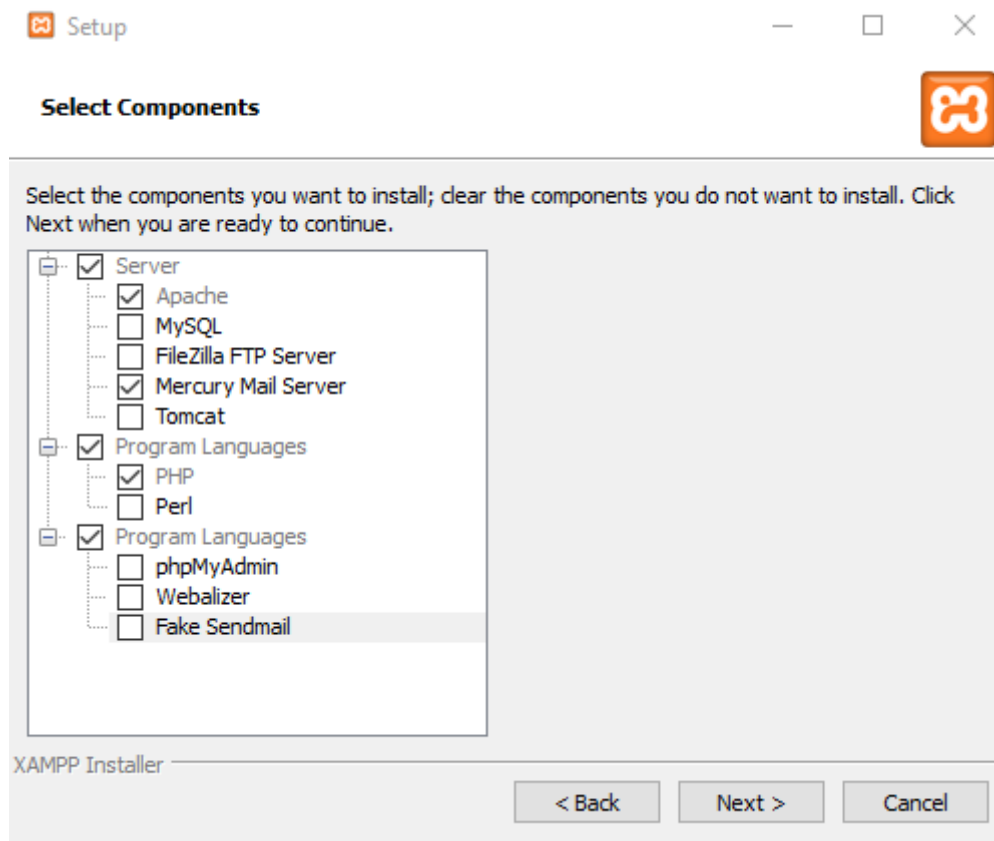 Setup
Select Components
Select the components you want to install; clear the components you do not want to install. Click
Next when you are ready to continue.
Server
Apache
MySQL
FileZilla FTP Server
Mercury Mail Server
Tomcat
Program Languages
PHP
Perl
Program Languages
phpMyAdmin
Webalizer
Fake Sendmail
XAMPP Installer
< Back Next > Cancel